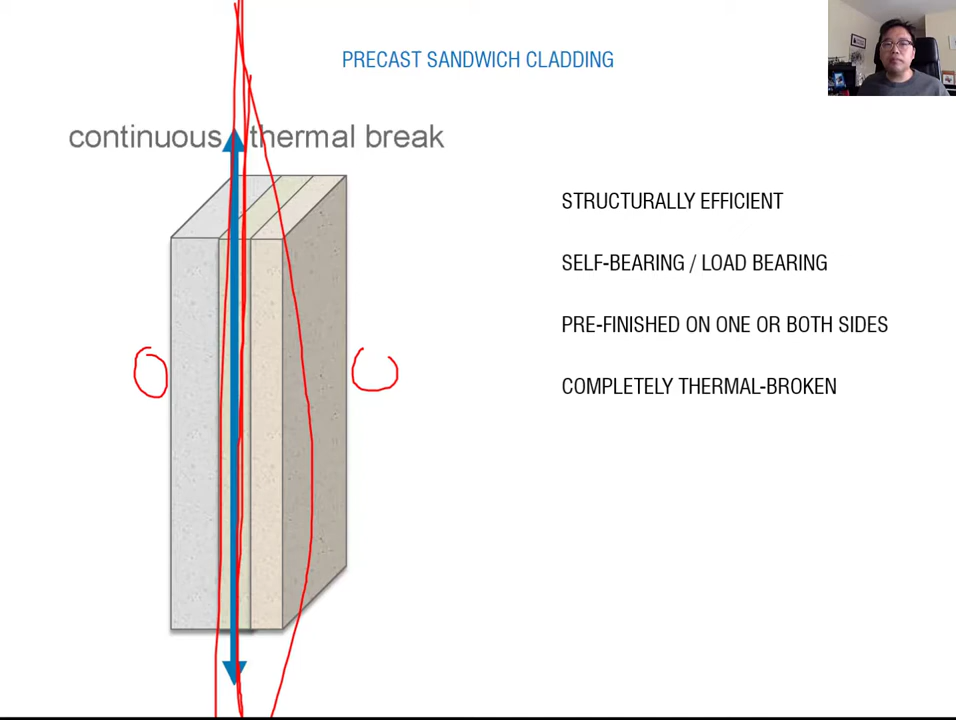 PRECAST SANDWICH CLADDING
continuous thermal break
STRUCTURALLY EFFICIENT
SELF-BEARING / LOAD BEARING
PRE-FINISHED ON ONE OR BOTH SIDES
COMPLETELY THERMAL-BROKEN